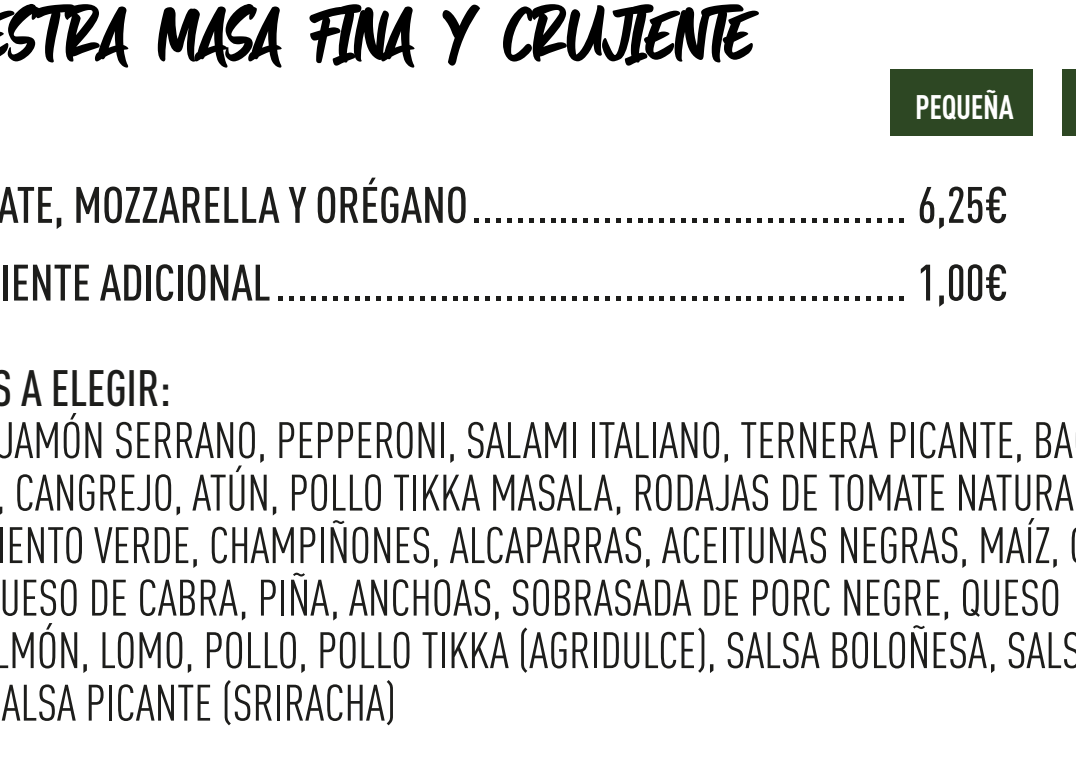 ESTRA MASA FINA Y CRUJIENTE
PEQUEÑA
ATE, MOZZARELLA Y ORÉGANO........................................ 6,25€
IENTE ADICIONAL.......................................................... 1,00€
S A ELEGIR:
JAMÓN SERRANO, PEPPERONI, SALAMI ITALIANO, TERNERA PICANTE, BA
, CANGREJO, ATÚN, POLLO TIKKA MASALA, RODAJAS DE TOMATE NATURA
IENTO VERDE, CHAMPIÑONES, ALCAPARRAS, ACEITUNAS NEGRAS, MAÍZ,
UESO DE CABRA, PIÑA, ANCHOAS, SOBRASADA DE PORC NEGRE, QUESO
LMÓN, LOMO, POLLO, POLLO TIKKA (AGRIDULCE), SALSA BOLOÑESA, SALS
ALSA PICANTE (SRIRACHA)